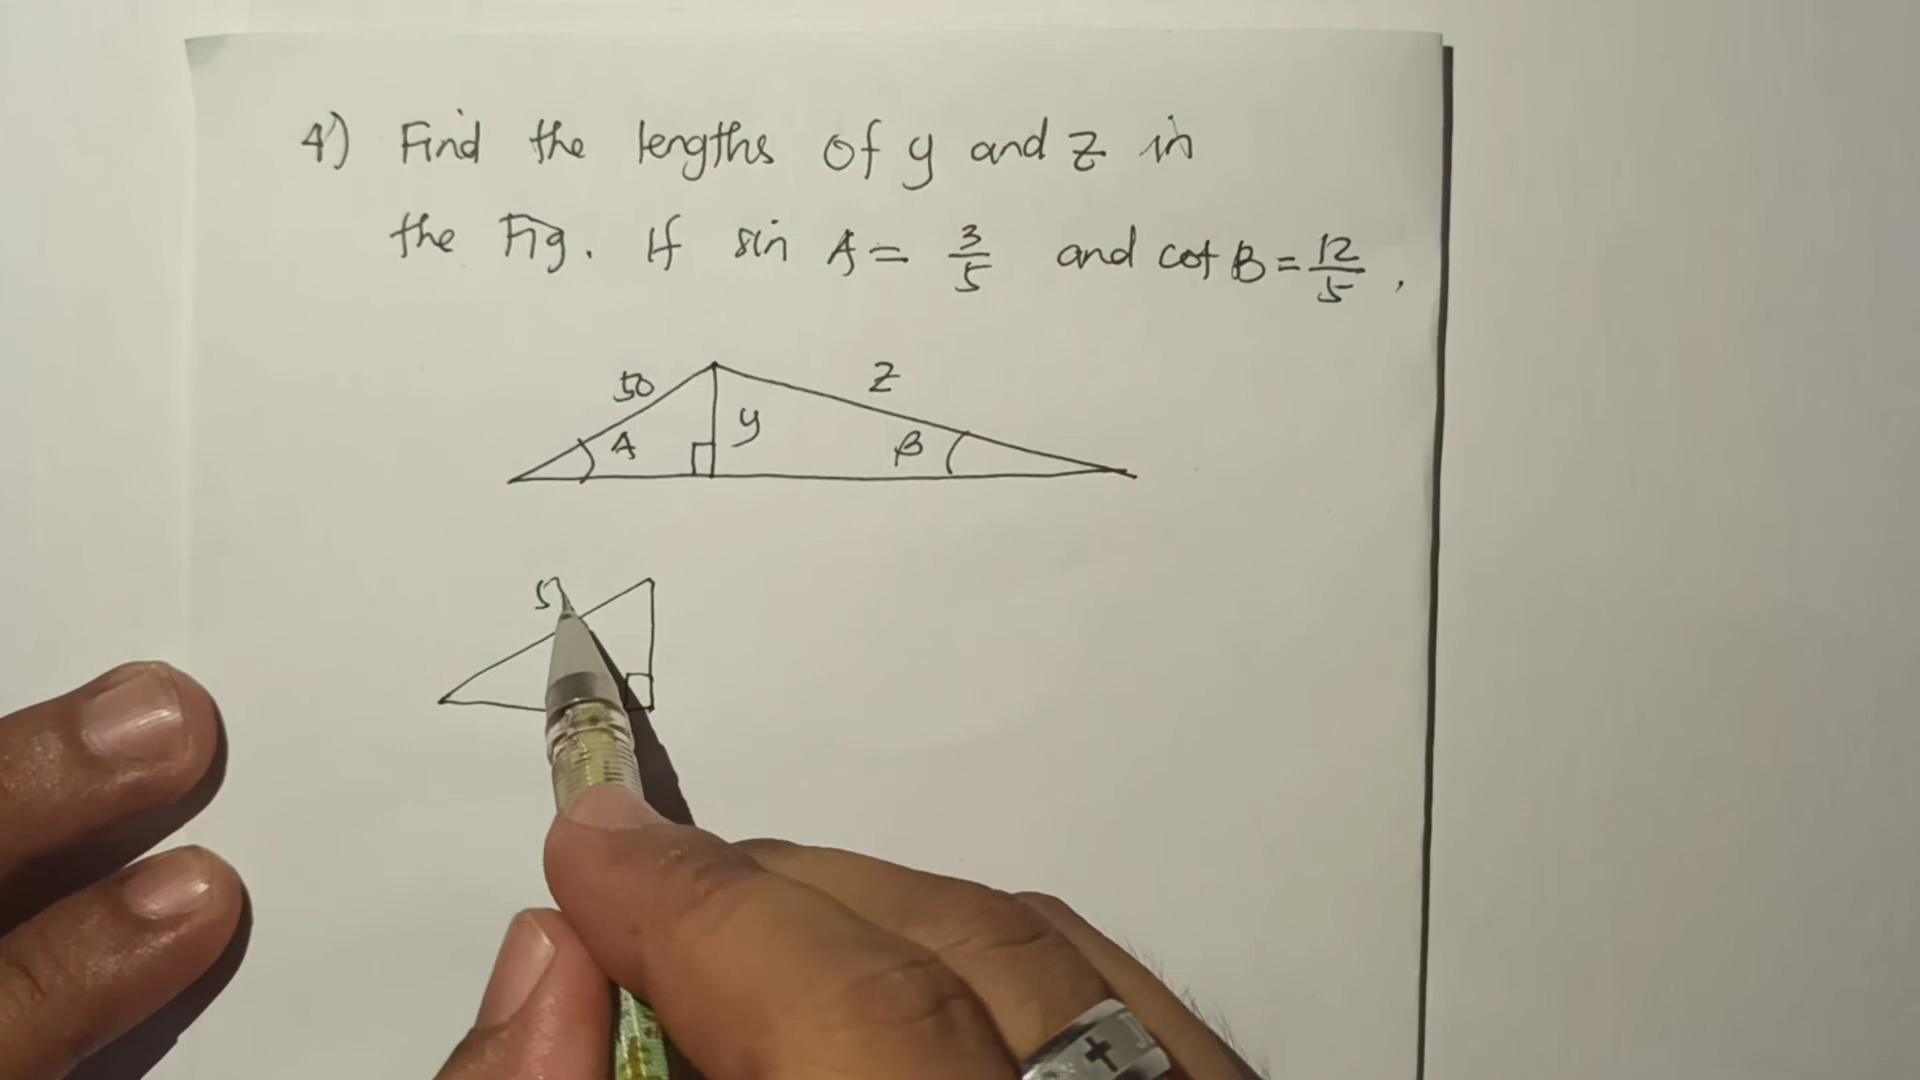 4) Find the lengths of y and z in
the Fig. If sin A = 3/5 and cot B = 12/5.
50
z
A
y
β
5